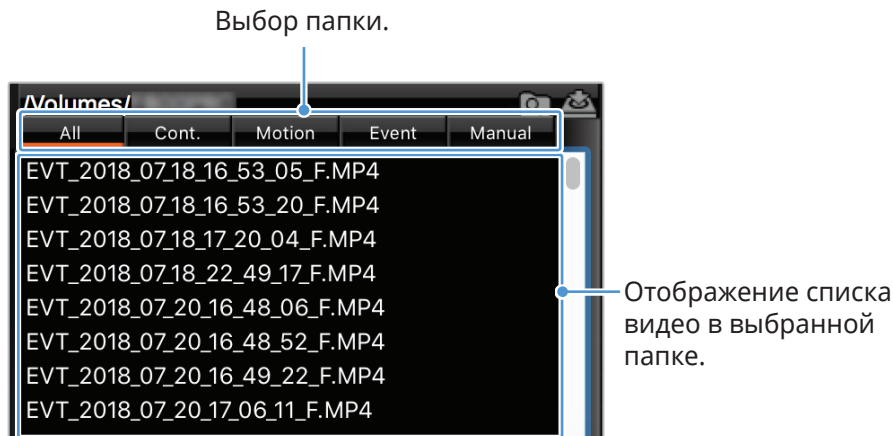 Выбор папки.
/Volumes/
All Cont. Motion Event Manual
EVT_2018_07_18_16_53_05_F.MP4
EVT_2018_07_18_16_53_20_F.MP4
EVT_2018_07_18_17_20_04_F.MP4
EVT_2018_07_18_22_49_17_F.MP4
EVT_2018_07_20_16_48_06_F.MP4
EVT_2018_07_20_16_48_52_F.MP4
EVT_2018_07_20_16_49_22_F.MP4
EVT_2018_07_20_17_06_11_F.MP4
Отображение списка
видео в выбранной
папке.